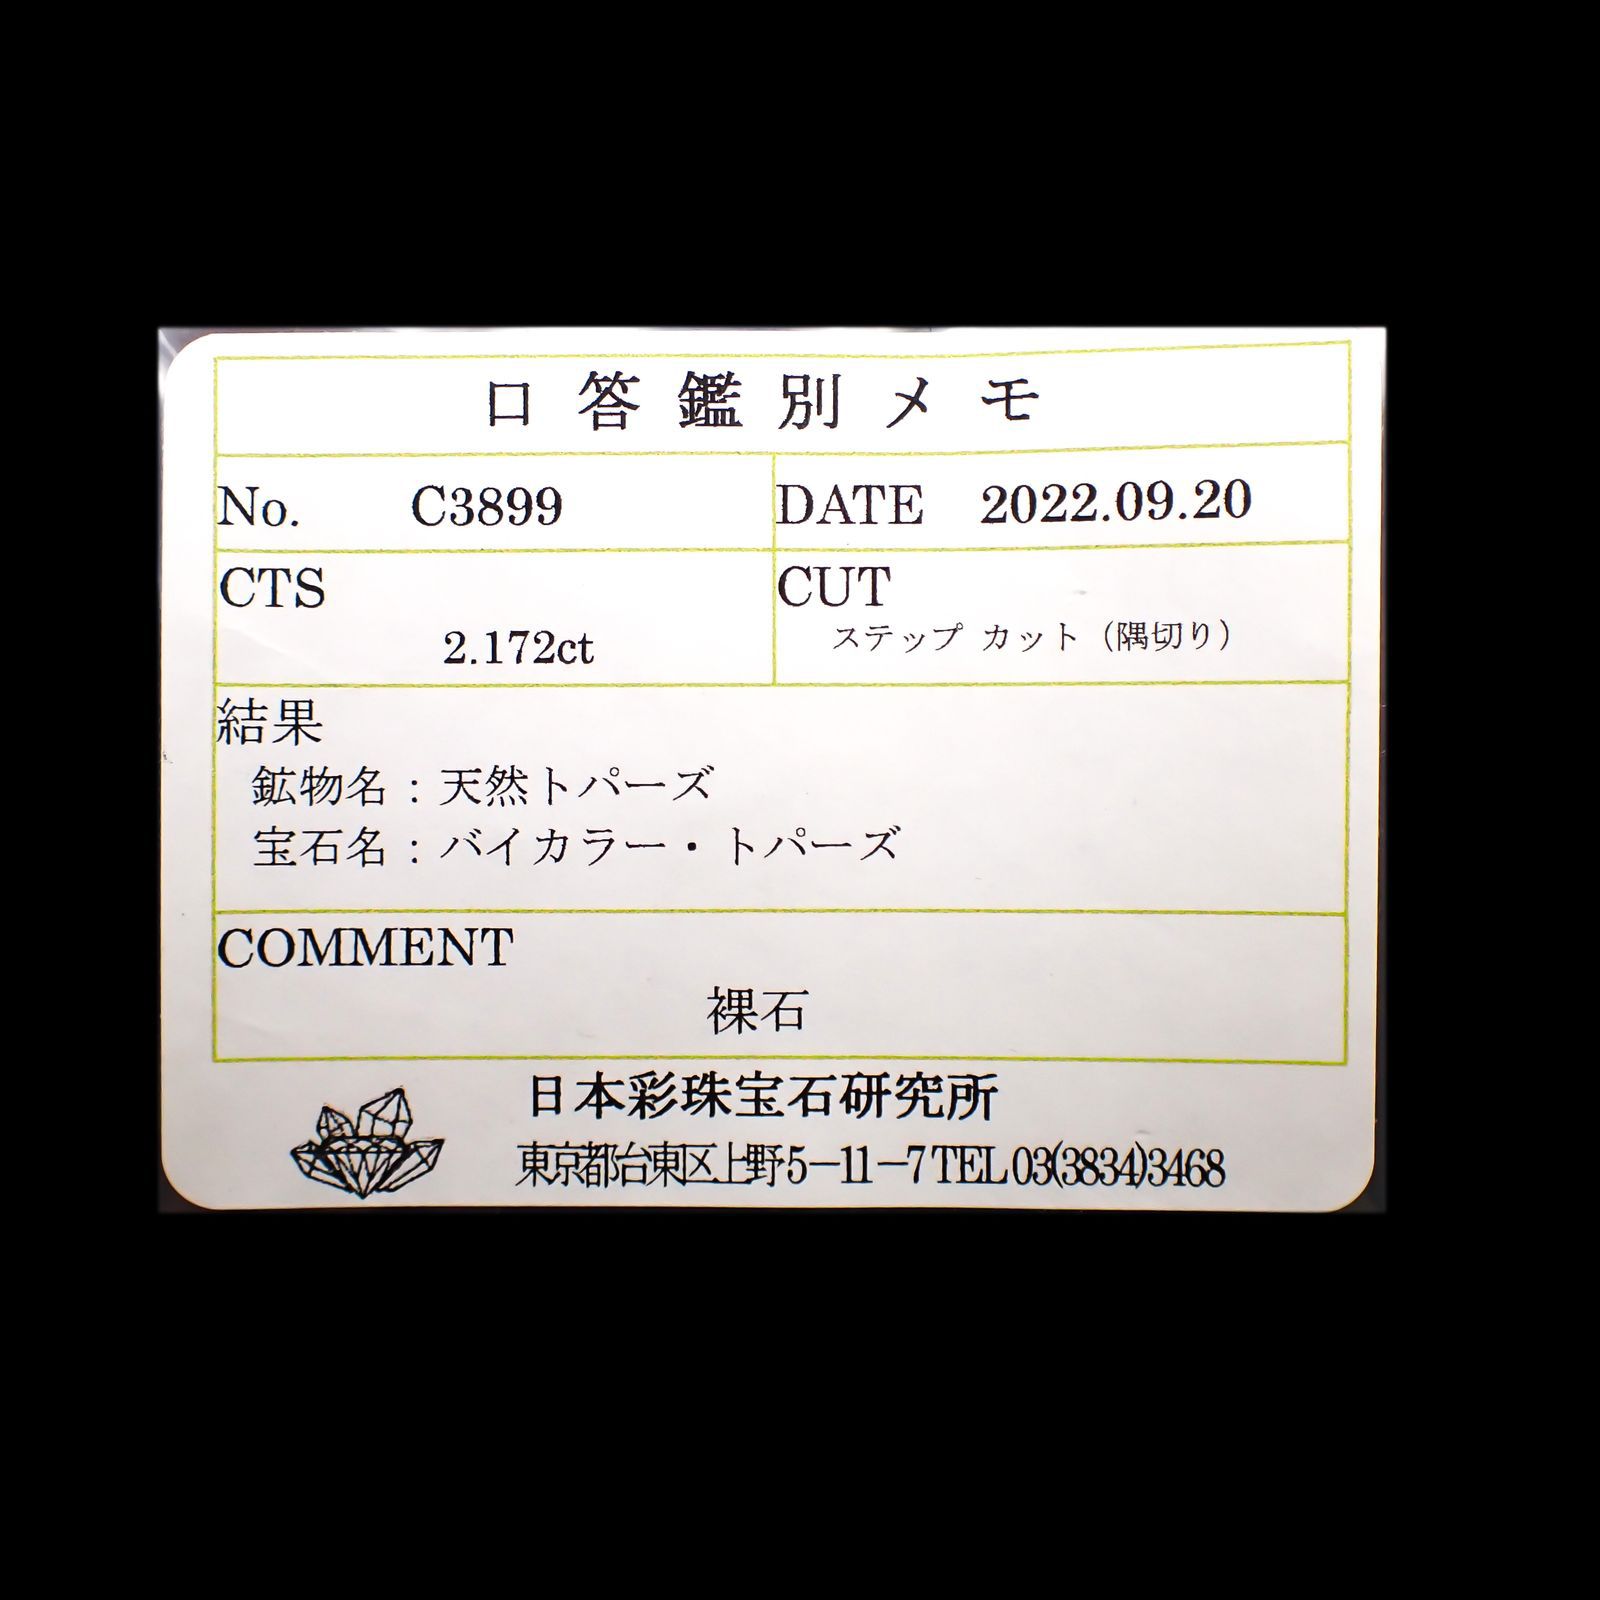 口答鑑別メモ
No. C3899
DATE 2022.09.20
CTS
2.172ct
CUT
ステップ カット（隅切り）
結果
鉱物名：天然トパーズ
宝石名：バイカラー・トパーズ
COMMENT
裸石
日本彩珠宝石研究所
東京都台東区上野5－11－7 TEL 03(3834)3468